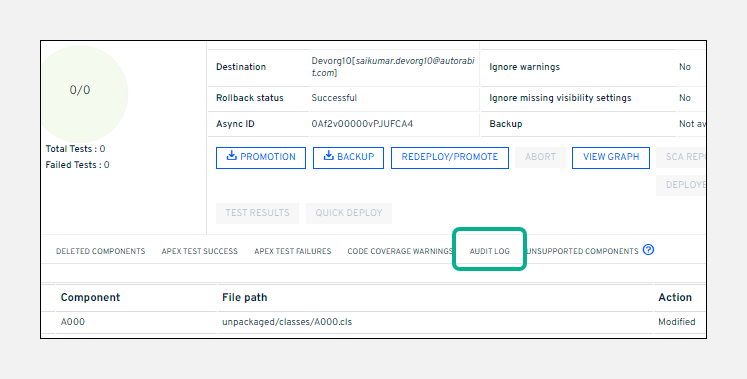 0/0
Total Tests : 0
Failed Tests : 0
Destination Devorg10[saikumar.devorg10@autorabi
t.com] Ignore warnings No
Rollback status Successful Ignore missing visibility settings No
Async ID 0Af2v00000vPJUFCA4 Backup Not av
PROMOTION BACKUP REDEPLOY/PROMOTE ABORT VIEW GRAPH SCA REP
DEPLOYE
TEST RESULTS QUICK DEPLOY
DELETED COMPONENTS APEX TEST SUCCESS APEX TEST FAILURES CODE COVERAGE WARNINGS AUDIT LOG UNSUPPORTED COMPONENTS ?
Component File path Action
A000 unpackaged/classes/A000.cls Modified